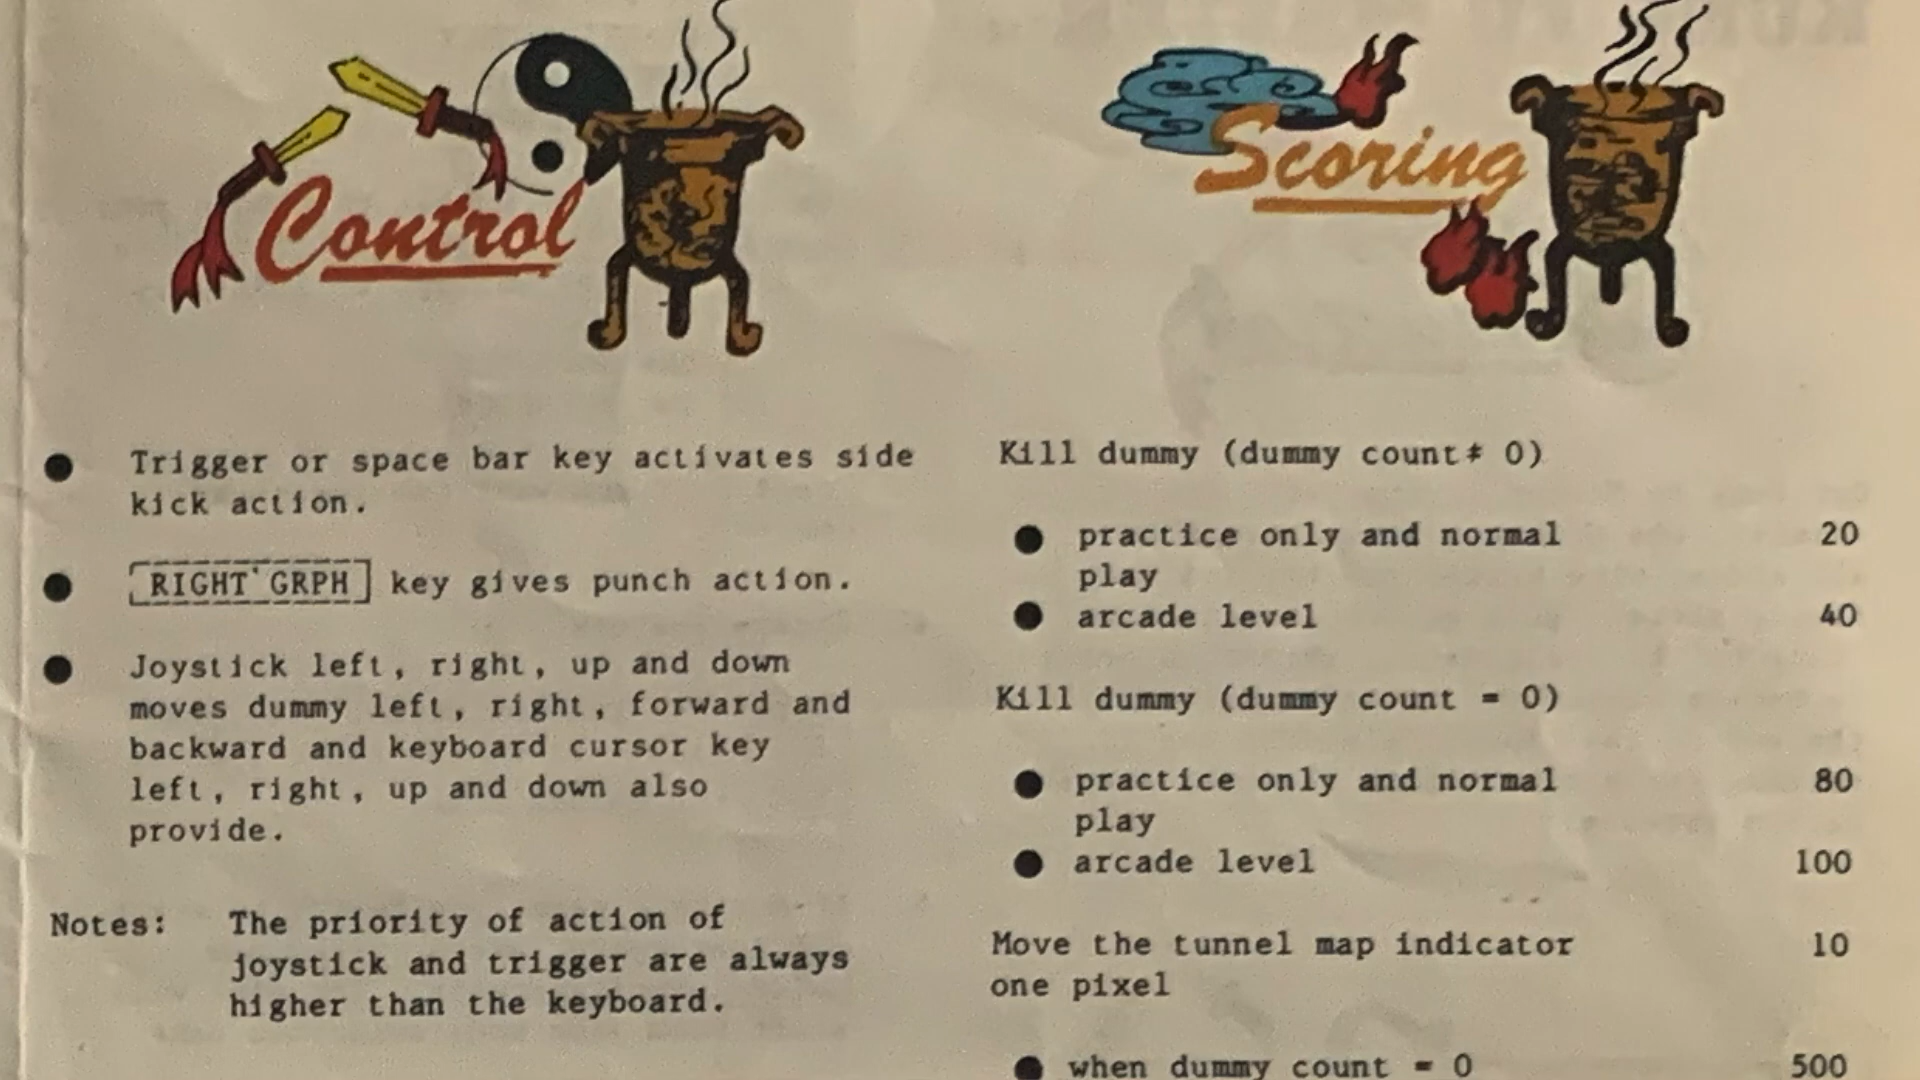 Control
Trigger or space bar key activates side
kick action.
RIGHT GRPH key gives punch action.
Joystick left, right, up and down
moves dummy left, right, forward and
backward and keyboard cursor key
left, right, up and down also
provide.
Notes: The priority of action of
joystick and trigger are always
higher than the keyboard.
Scoring
Kill dummy (dummy count ≠ 0)
practice only and normal 20
play
arcade level 40
Kill dummy (dummy count = 0)
practice only and normal 80
play
arcade level 100
Move the tunnel map indicator 10
one pixel
when dummy count = 0 500